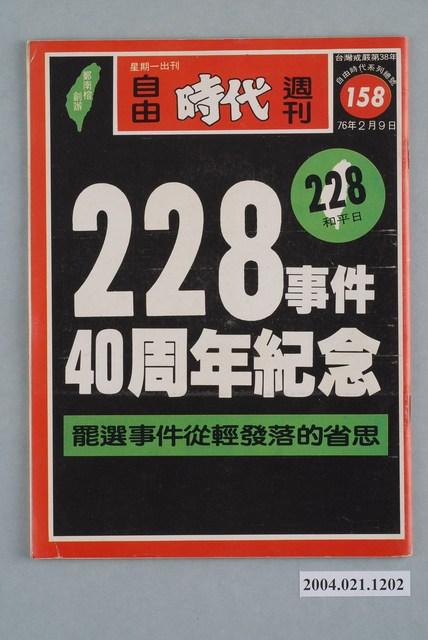 星期一出刊
自由
時代
週刊
鄭南榕
創辦
台灣戒嚴第38年
自由時代系列總號
158
76年2月9日
228
和平日
228事件
40周年紀念
罷選事件從輕發落的省思
2004.021.1202